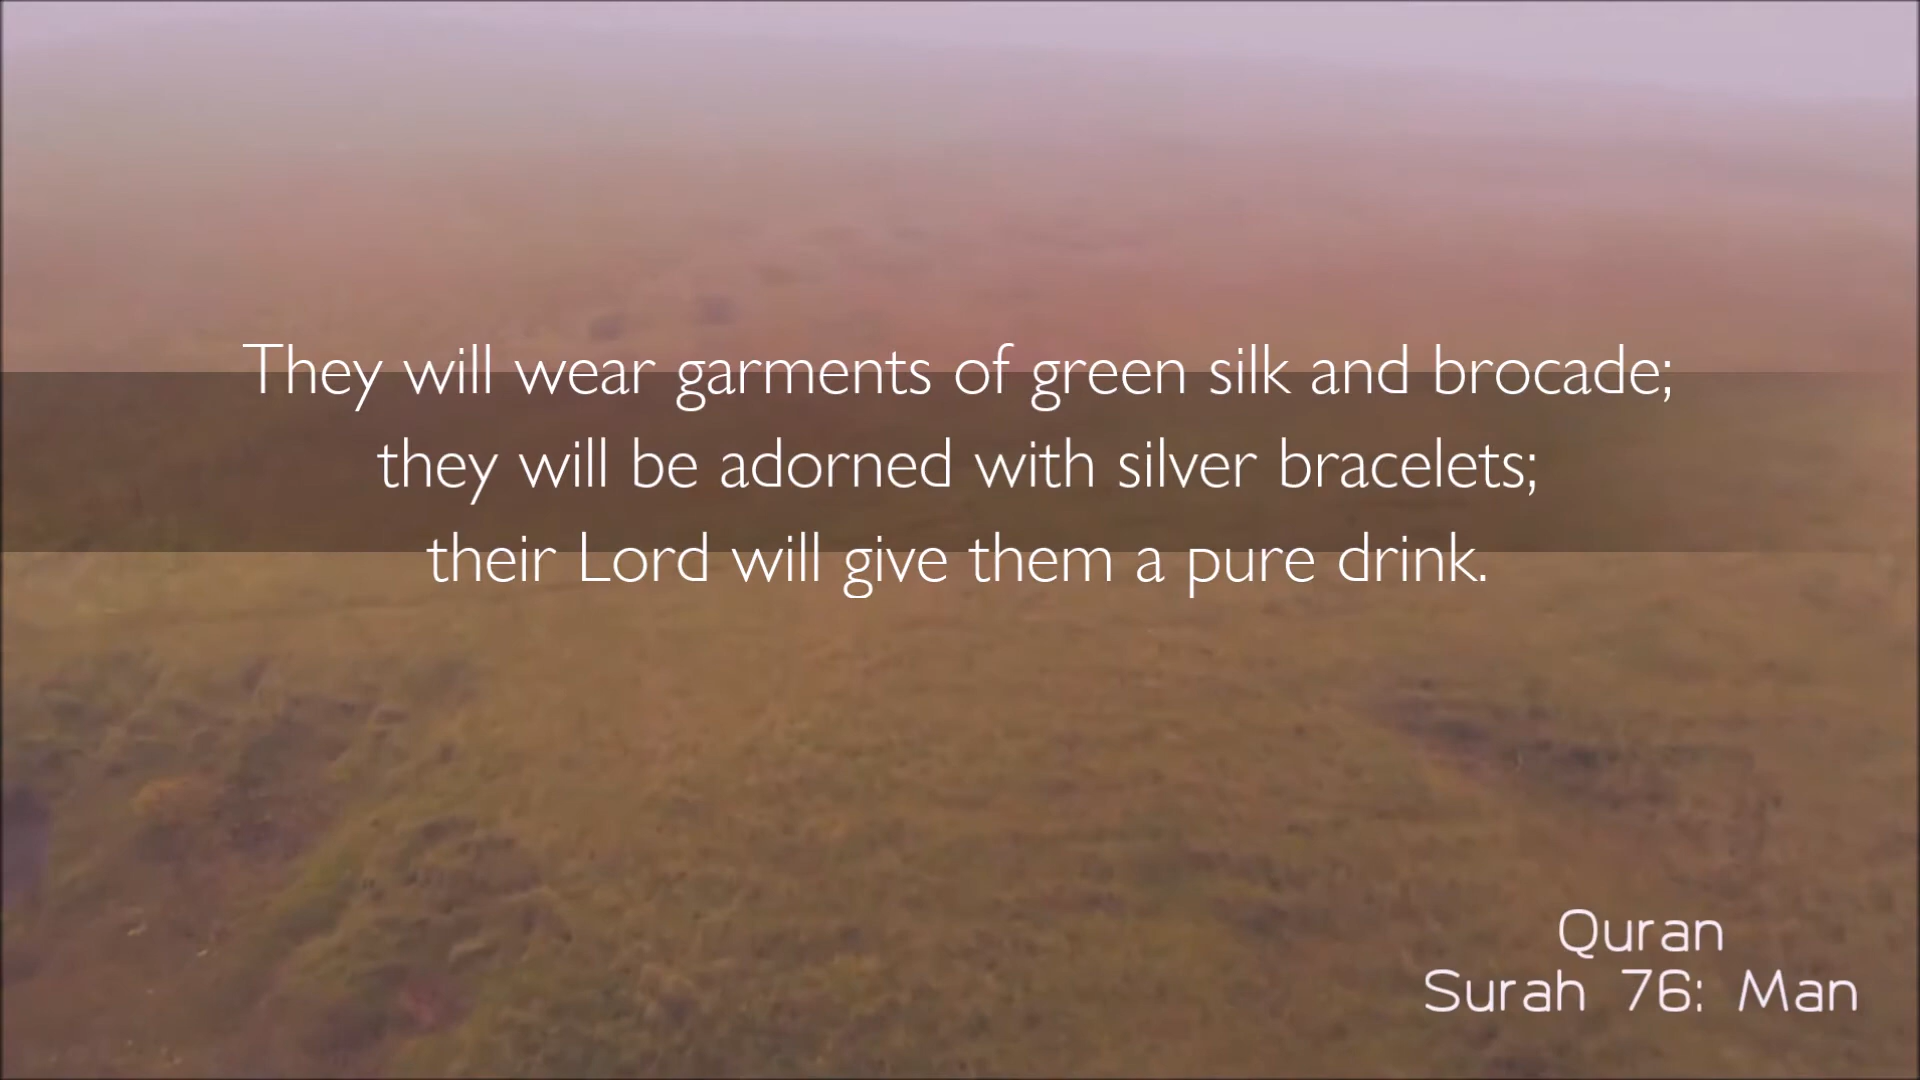 They will wear garments of green silk and brocade;
they will be adorned with silver bracelets;
their Lord will give them a pure drink.
Quran
Surah 76: Man